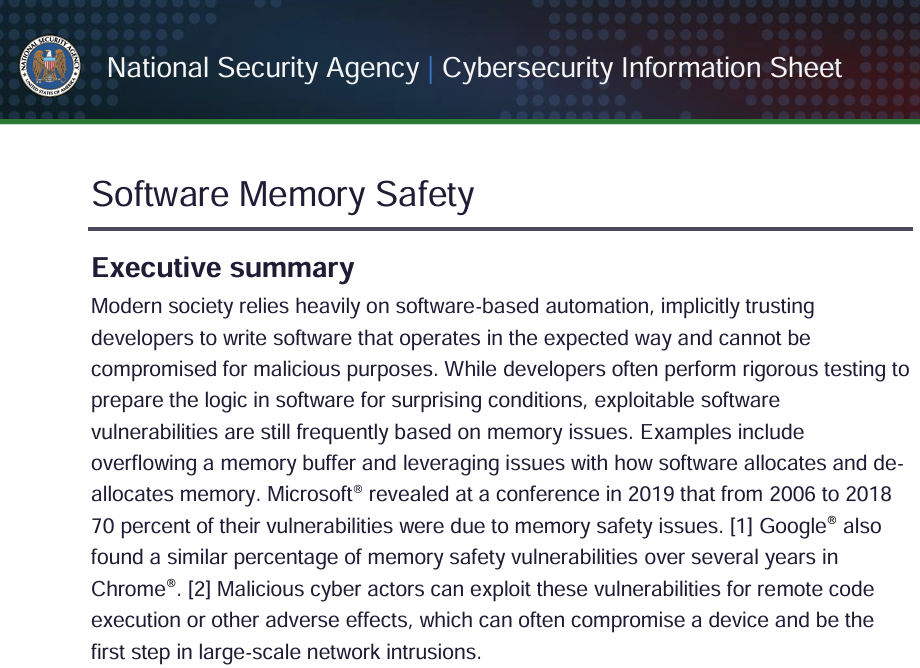 NATIONAL SECURITY AGENCY
UNITED STATES OF AMERICA
National Security Agency | Cybersecurity Information Sheet
Software Memory Safety
Executive summary
Modern society relies heavily on software-based automation, implicitly trusting
developers to write software that operates in the expected way and cannot be
compromised for malicious purposes. While developers often perform rigorous testing to
prepare the logic in software for surprising conditions, exploitable software
vulnerabilities are still frequently based on memory issues. Examples include
overflowing a memory buffer and leveraging issues with how software allocates and de-
allocates memory. Microsoft® revealed at a conference in 2019 that from 2006 to 2018
70 percent of their vulnerabilities were due to memory safety issues. [1] Google® also
found a similar percentage of memory safety vulnerabilities over several years in
Chrome®. [2] Malicious cyber actors can exploit these vulnerabilities for remote code
execution or other adverse effects, which can often compromise a device and be the
first step in large-scale network intrusions.